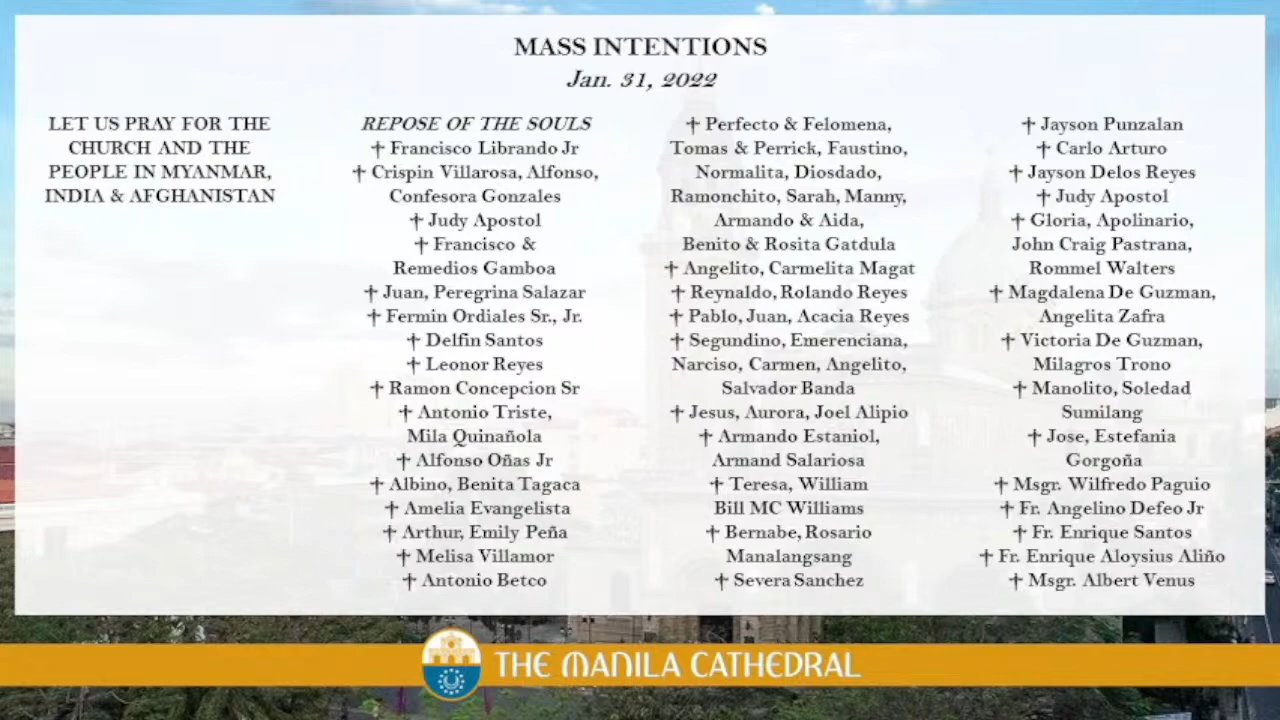 MASS INTENTIONS
Jan. 31, 2022
LET US PRAY FOR THE
CHURCH AND THE
PEOPLE IN MYANMAR,
INDIA & AFGHANISTAN
REPOSE OF THE SOULS
✝ Francisco Librando Jr
✝ Crispin Villarosa, Alfonso,
Confesora Gonzales
✝ Judy Apostol
✝ Francisco &
Remedios Gamboa
✝ Juan, Peregrina Salazar
✝ Fermin Ordiales Sr., Jr.
✝ Delfin Santos
✝ Leonor Reyes
✝ Ramon Concepcion Sr
✝ Antonio Triste,
Mila Quinañola
✝ Alfonso Oñas Jr
✝ Albino, Benita Tagaca
✝ Amelia Evangelista
✝ Arthur, Emily Peña
✝ Melisa Villamor
✝ Antonio Betco
✝ Perfecto & Felomena,
Tomas & Perrick, Faustino,
Normalita, Diosdado,
Ramonchito, Sarah, Manny,
Armando & Aida,
Benito & Rosita Gatdula
✝ Angelito, Carmelita Magat
✝ Reynaldo, Rolando Reyes
✝ Pablo, Juan, Acacia Reyes
✝ Segundino, Emerenciana,
Narciso, Carmen, Angelito,
Salvador Banda
✝ Jesus, Aurora, Joel Alipio
✝ Armando Estaniol,
Armand Salariosa
✝ Teresa, William
Bill MC Williams
✝ Bernabe, Rosario
Manalangsang
✝ Severa Sanchez
✝ Jayson Punzalan
✝ Carlo Arturo
✝ Jayson Delos Reyes
✝ Judy Apostol
✝ Gloria, Apolinario,
John Craig Pastrana,
Rommel Walters
✝ Magdalena De Guzman,
Angelita Zafra
✝ Victoria De Guzman,
Milagros Trono
✝ Manolito, Soledad
Sumilang
✝ Jose, Estefania
Gorgoña
✝ Msgr. Wilfredo Paguio
✝ Fr. Angelino Defeo Jr
✝ Fr. Enrique Santos
✝ Fr. Enrique Aloysius Aliño
✝ Msgr. Albert Venus
THE MANILA CATHEDRAL